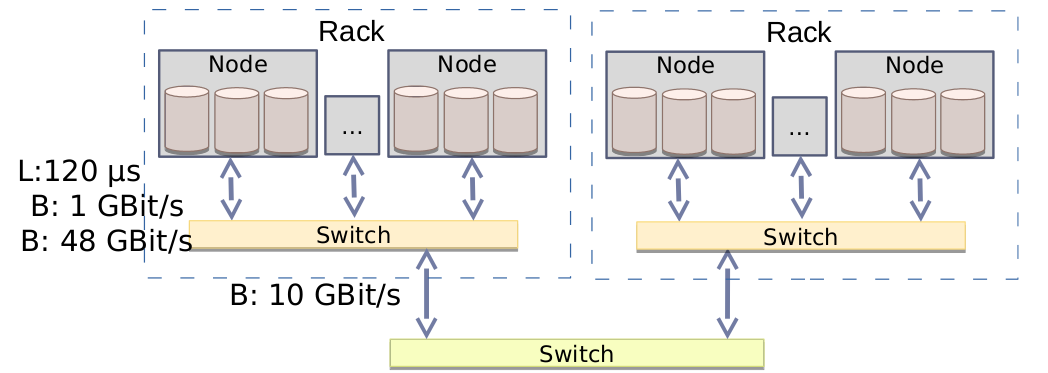 Rack
Rack
Node
Node
Node
Node
...
...
L:120 µs
B: 1 GBit/s
B: 48 GBit/s
Switch
Switch
B: 10 GBit/s
Switch